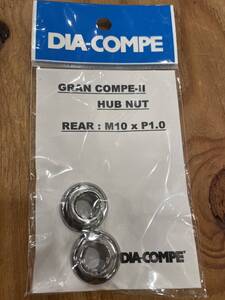 DIA-COMPE
GRAN COMPE-II
HUB NUT
REAR : M10 x P1.0
DIA-COMPE